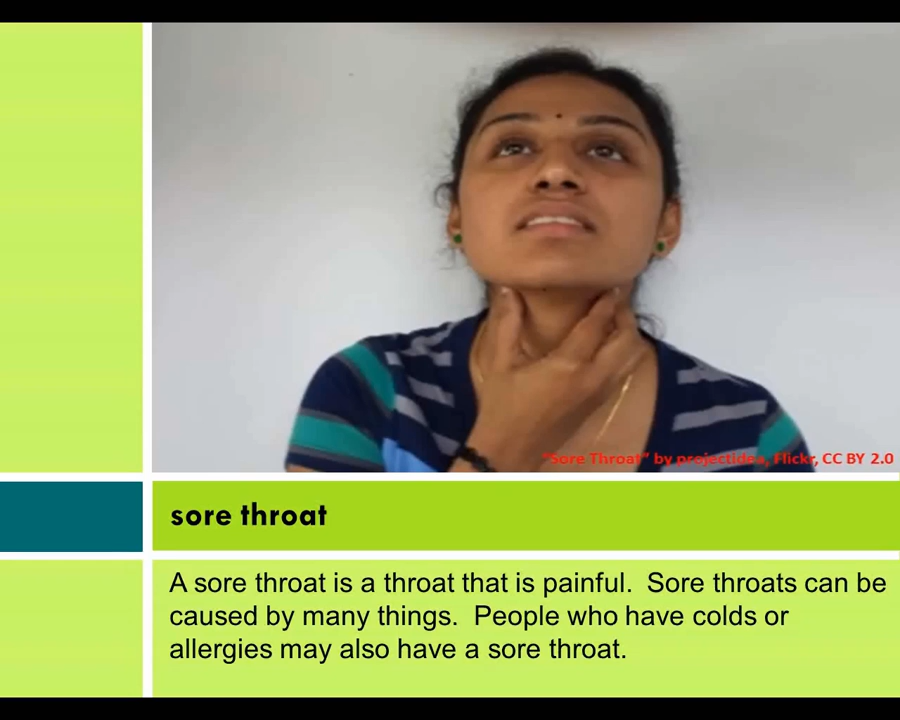 "Sore Throat" by projectidea, Flickr, CC BY 2.0
sore throat
A sore throat is a throat that is painful.  Sore throats can be
caused by many things.  People who have colds or
allergies may also have a sore throat.